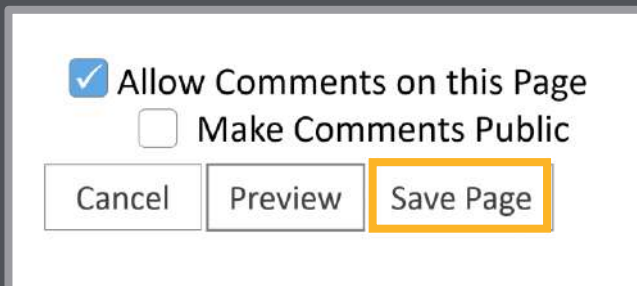 Allow Comments on this Page
Make Comments Public
Cancel Preview Save Page